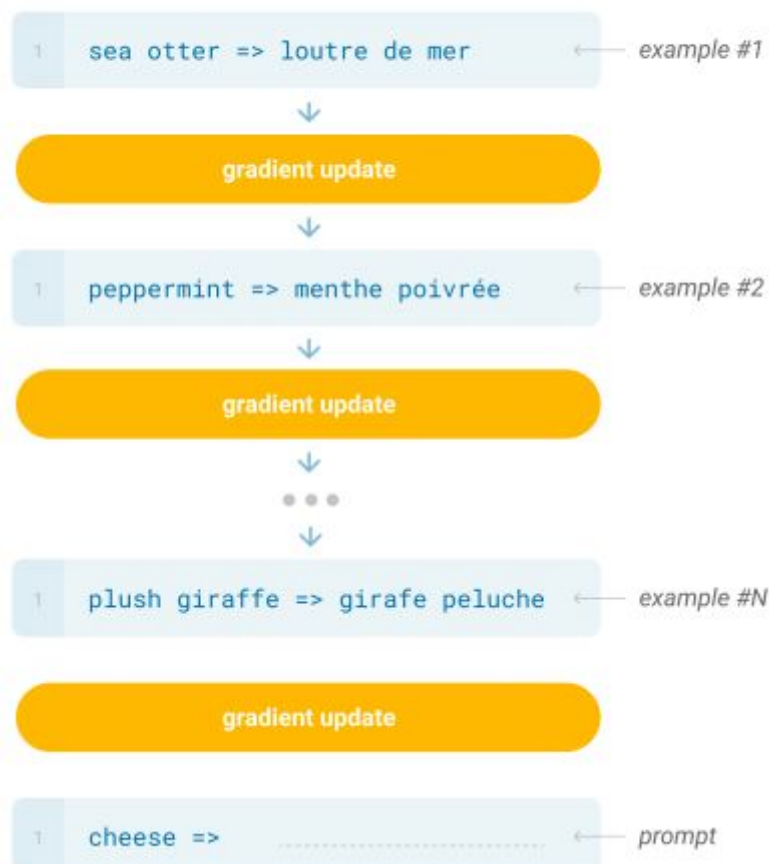 1 sea otter => loutre de mer example #1
gradient update
1 peppermint => menthe poivrée example #2
gradient update
1 plush giraffe => girafe peluche example #N
gradient update
1 cheese => prompt